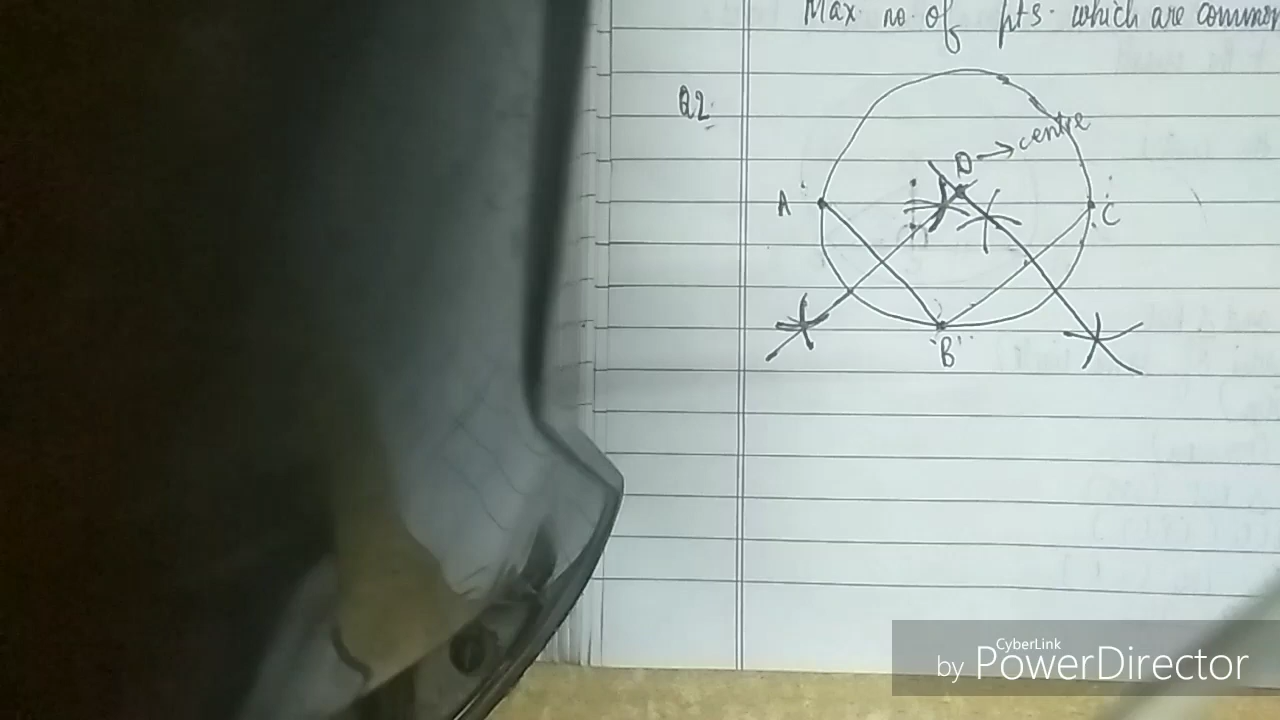 Max. no. of pts. which are common
Q2.
D → centre
A
C
B
CyberLink
by PowerDirector